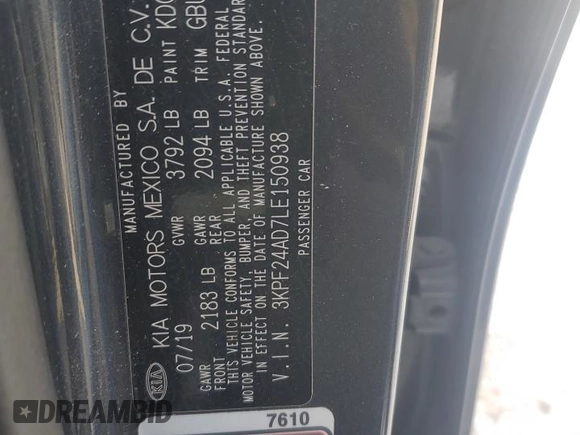 MANUFACTURED BY
KIA KIA MOTORS MEXICO S.A. DE C.V.
07/19 GVWR 3792 LB PAINT
GAWR FRONT 2183 LB GAWR REAR 2094 LB TRIM
THIS VEHICLE CONFORMS TO ALL APPLICABLE U.S.A. FEDERAL
MOTOR VEHICLE SAFETY, BUMPER, AND THEFT PREVENTION STANDARDS
IN EFFECT ON THE DATE OF MANUFACTURE SHOWN ABOVE.
V.I.N. 3KPF24AD7LE150938
PASSENGER CAR
7610
DREAMBID